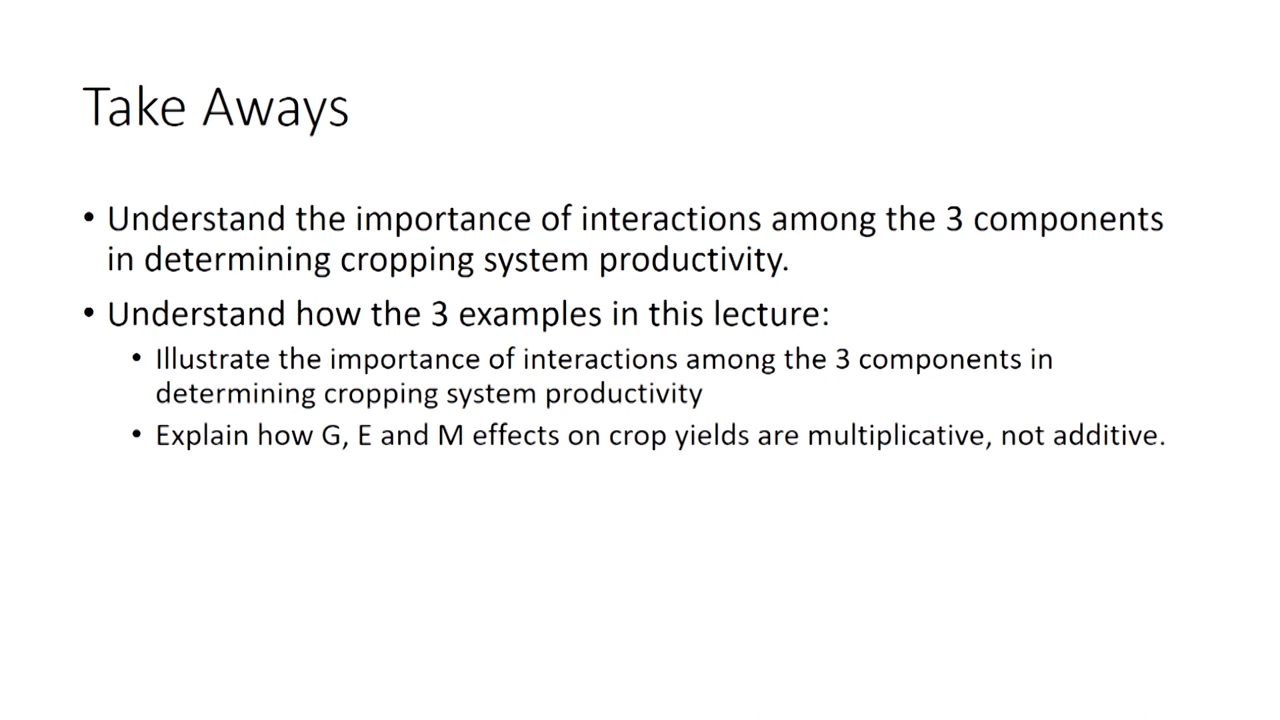 Take Aways
• Understand the importance of interactions among the 3 components
in determining cropping system productivity.
• Understand how the 3 examples in this lecture:
• Illustrate the importance of interactions among the 3 components in
determining cropping system productivity
• Explain how G, E and M effects on crop yields are multiplicative, not additive.